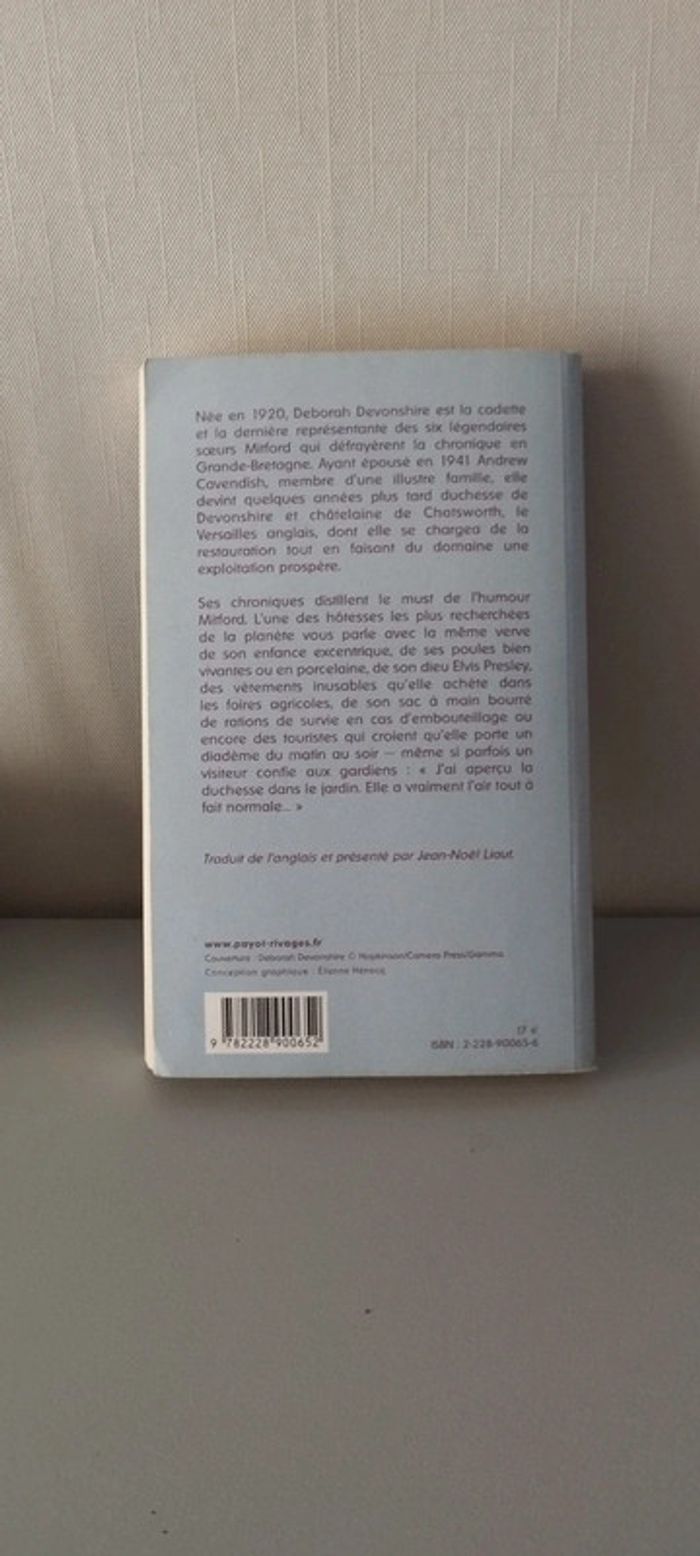 Née en 1920, Deborah Devonshire est la cadette
et la dernière représentante des six légendaires
sœurs Mitford qui défrayèrent la chronique en
Grande-Bretagne. Ayant épousé en 1941 Andrew
Cavendish, membre d'une illustre famille, elle
devint quelques années plus tard duchesse de
Devonshire et châtelaine de Chatsworth, le
Versailles anglais, dont elle se chargea de la
restauration tout en faisant du domaine une
exploitation prospère.
Ses chroniques distillent le must de l'humour
Mitford. L'une des hôtesses les plus recherchées
de la planète vous parle avec la même verve
de son enfance excentrique, de ses poules bien
vivantes ou en porcelaine, de son dieu Elvis Presley,
des vêtements inusables qu'elle achète dans
les foires agricoles, de son sac à main bourré
de rations de survie en cas d'embouteillage ou
encore des touristes qui croient qu'elle porte un
diadème du matin au soir – même si parfois un
visiteur confie aux gardiens : « J'ai aperçu la
duchesse dans le jardin. Elle a vraiment l'air tout à
fait normale... »
Traduit de l'anglais et présenté par Jean-Noël Liaut.
www.payot-rivages.fr
Couverture : Deborah Devonshire © Hopkinson/Camera Press/Gamma.
Conception graphique : Étienne Hénocq.
17 €
9 782228 900652
ISBN : 2-228-90065-6